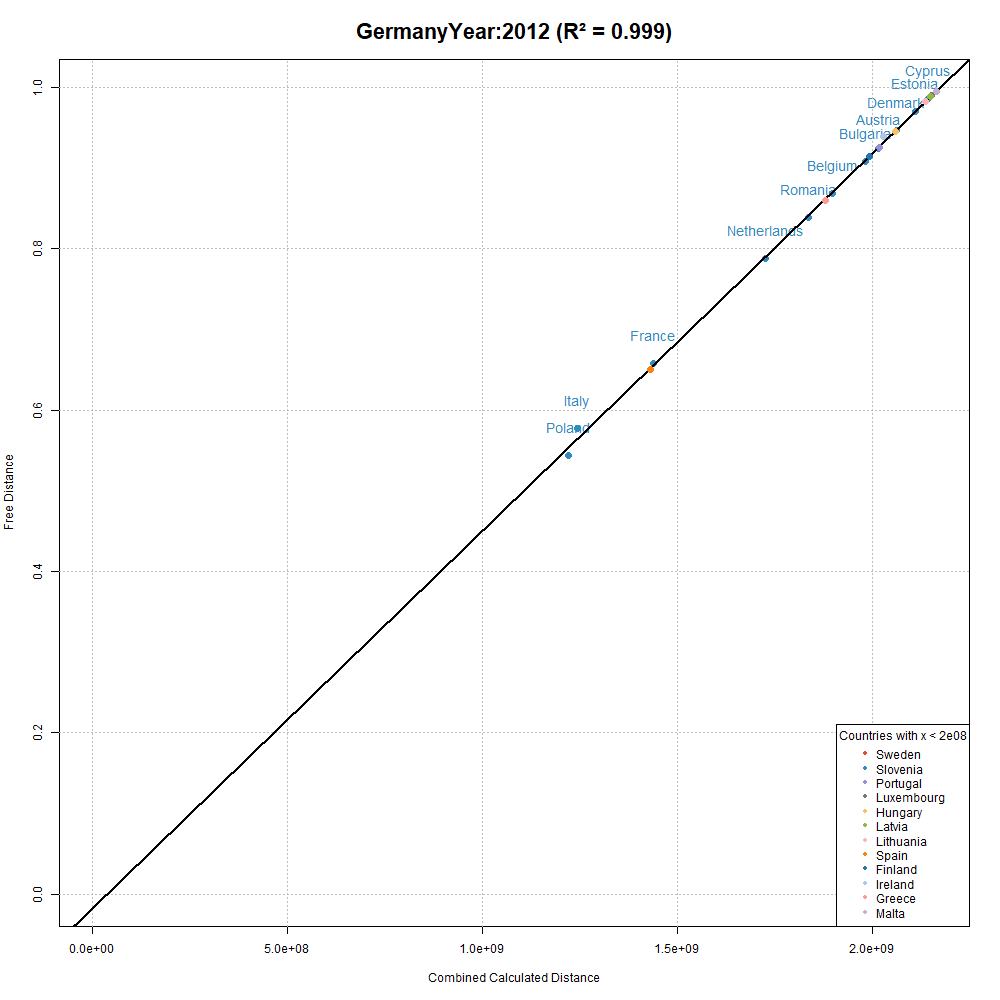 GermanyYear:2012 (R² = 0.999)
Cyprus
Estonia
Denmark
Austria
Bulgaria
Belgium
Romania
Netherlands
France
Italy
Poland
1.0
0.8
0.6
0.4
0.2
0.0
Free Distance
Countries with x < 2e08
Sweden
Slovenia
Portugal
Luxembourg
Hungary
Latvia
Lithuania
Spain
Finland
Ireland
Greece
Malta
0.0e+00 5.0e+08 1.0e+09 1.5e+09 2.0e+09
Combined Calculated Distance